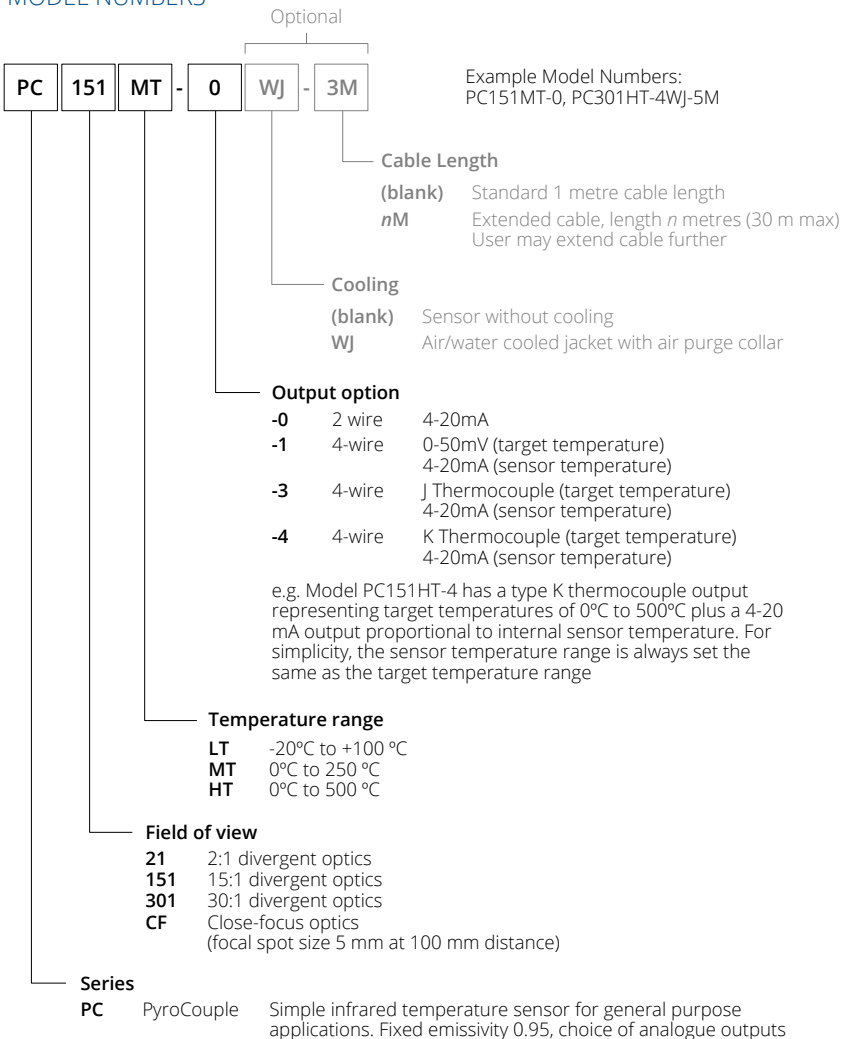 MODEL NUMBERS
Optional
PC 151 MT - 0 WJ - 3M
Example Model Numbers:
PC151MT-0, PC301HT-4WJ-5M
Cable Length
(blank) Standard 1 metre cable length
nM Extended cable, length n metres (30 m max)
User may extend cable further
Cooling
(blank) Sensor without cooling
WJ Air/water cooled jacket with air purge collar
Output option
-0 2 wire 4-20mA
-1 4-wire 0-50mV (target temperature)
4-20mA (sensor temperature)
-3 4-wire J Thermocouple (target temperature)
4-20mA (sensor temperature)
-4 4-wire K Thermocouple (target temperature)
4-20mA (sensor temperature)
e.g. Model PC151HT-4 has a type K thermocouple output
representing target temperatures of 0ºC to 500ºC plus a 4-20
mA output proportional to internal sensor temperature. For
simplicity, the sensor temperature range is always set the
same as the target temperature range
Temperature range
LT -20ºC to +100 ºC
MT 0ºC to 250 ºC
HT 0ºC to 500 ºC
Field of view
21 2:1 divergent optics
151 15:1 divergent optics
301 30:1 divergent optics
CF Close-focus optics
(focal spot size 5 mm at 100 mm distance)
Series
PC PyroCouple Simple infrared temperature sensor for general purpose
applications. Fixed emissivity 0.95, choice of analogue outputs